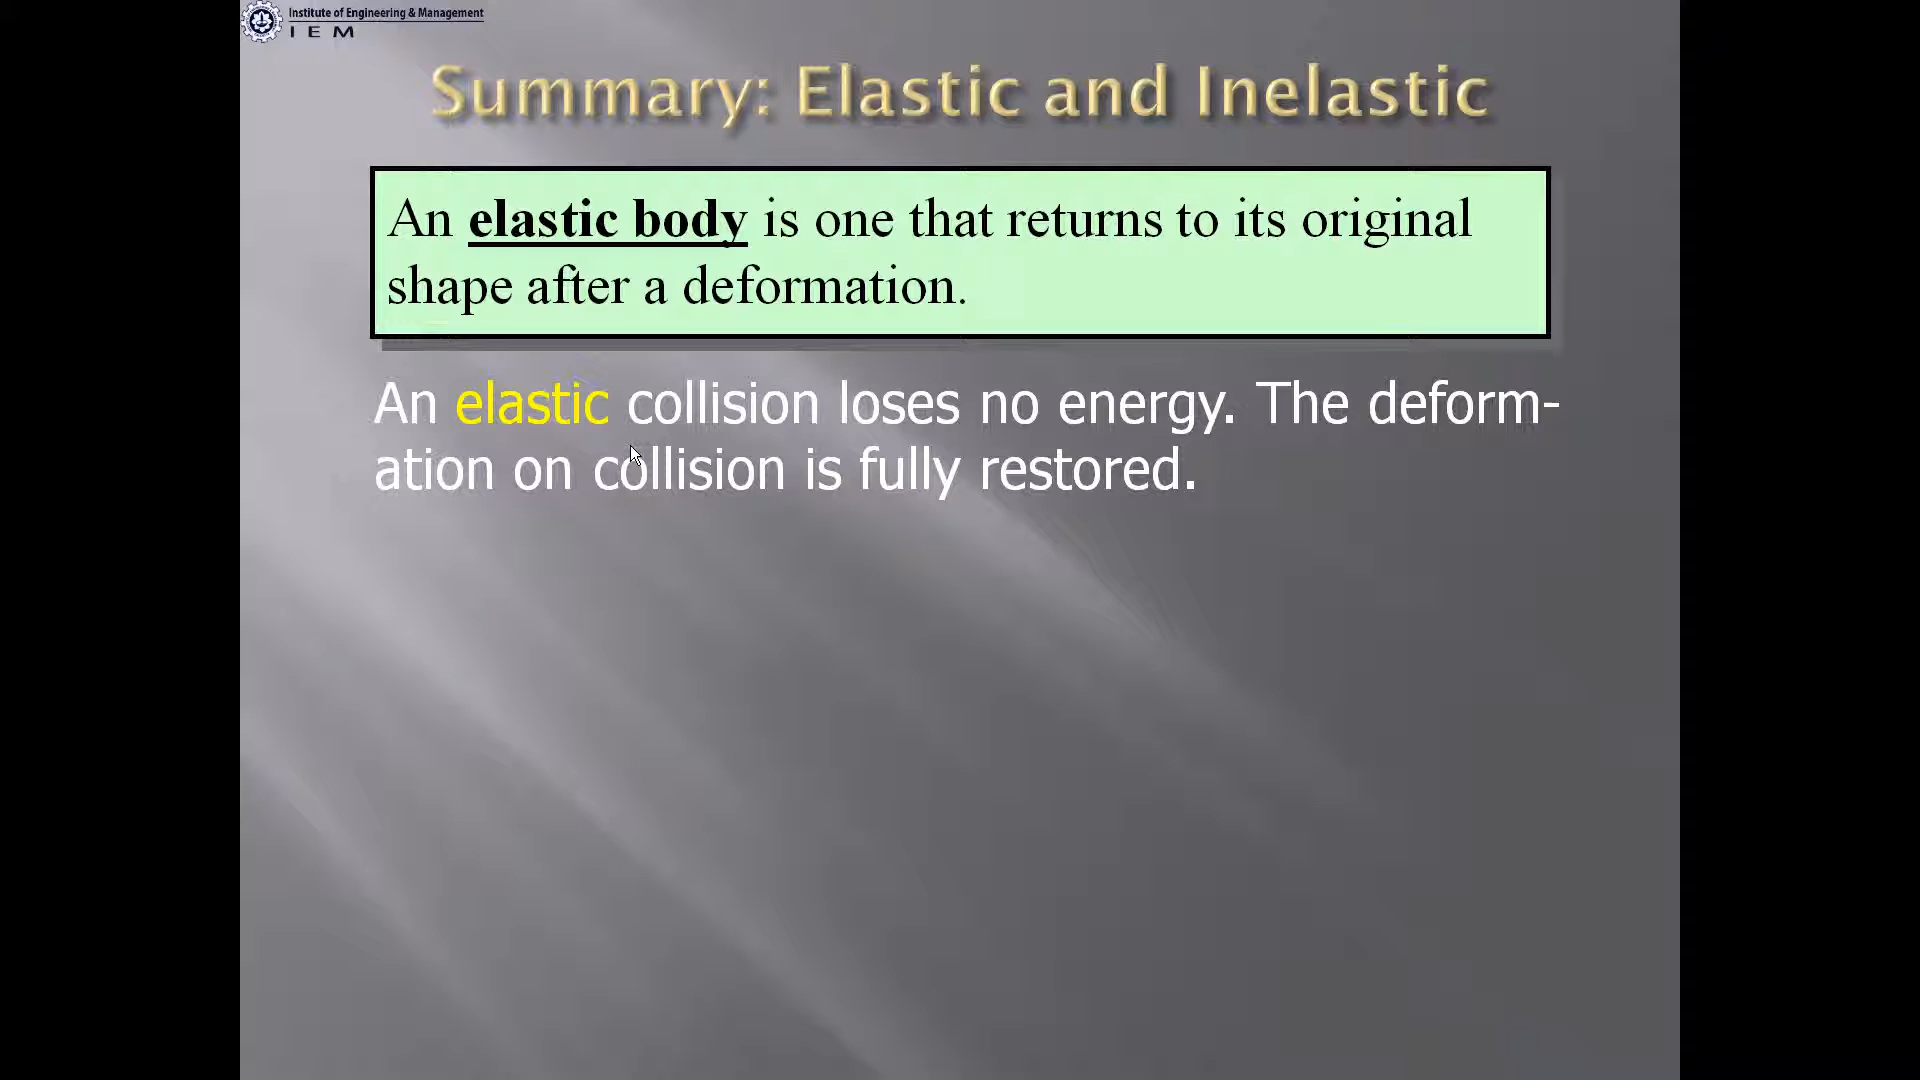 Institute of Engineering & Management
I E M
Summary: Elastic and Inelastic
An elastic body is one that returns to its original
shape after a deformation.
An elastic collision loses no energy. The deform-
ation on collision is fully restored.